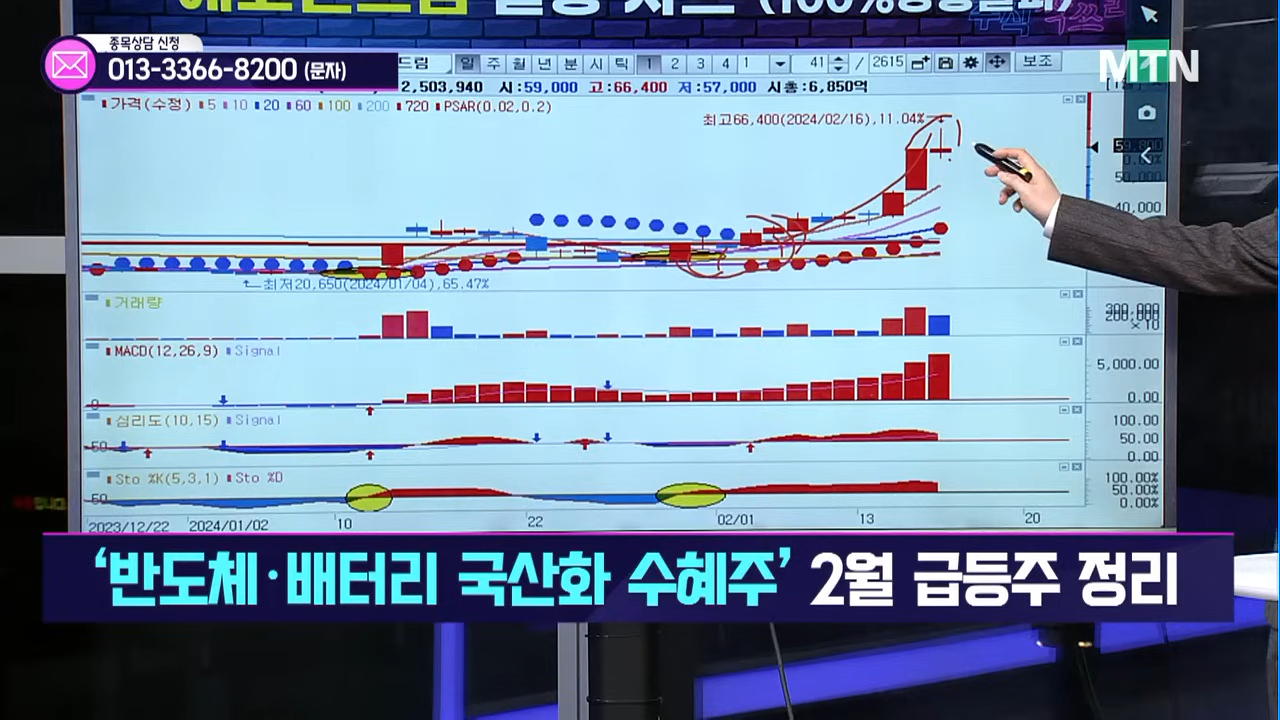 (100%
종목상담 신청
013-3366-8200 (문자)
MTN
드림 일 주 월 년 분 시 틱 1 2 3 4 1 41 / 2615 보조
2,503,940 시:59,000 고:66,400 저:57,000 시총:6,850억
가격(수정) 5 10 20 60 100 200 720 PSAR(0.02,0.2)
최고66,400(2024/02/16),11.04%
59,800
50,000
40,000
최저20,650(2024/01/04),65.47%
거래량
300,000
200,000
×10
MACD(12,26,9) Signal
5,000.00
0
0.00
심리도(10,15) Signal
100.00
50
50.00
0.00
Sto %K(5,3,1) Sto %D
100.00%
50
50.00%
0.00%
2023/12/22 2024/01/02 10 22 02/01 13 20
‘반도체·배터리 국산화 수혜주’ 2월 급등주 정리